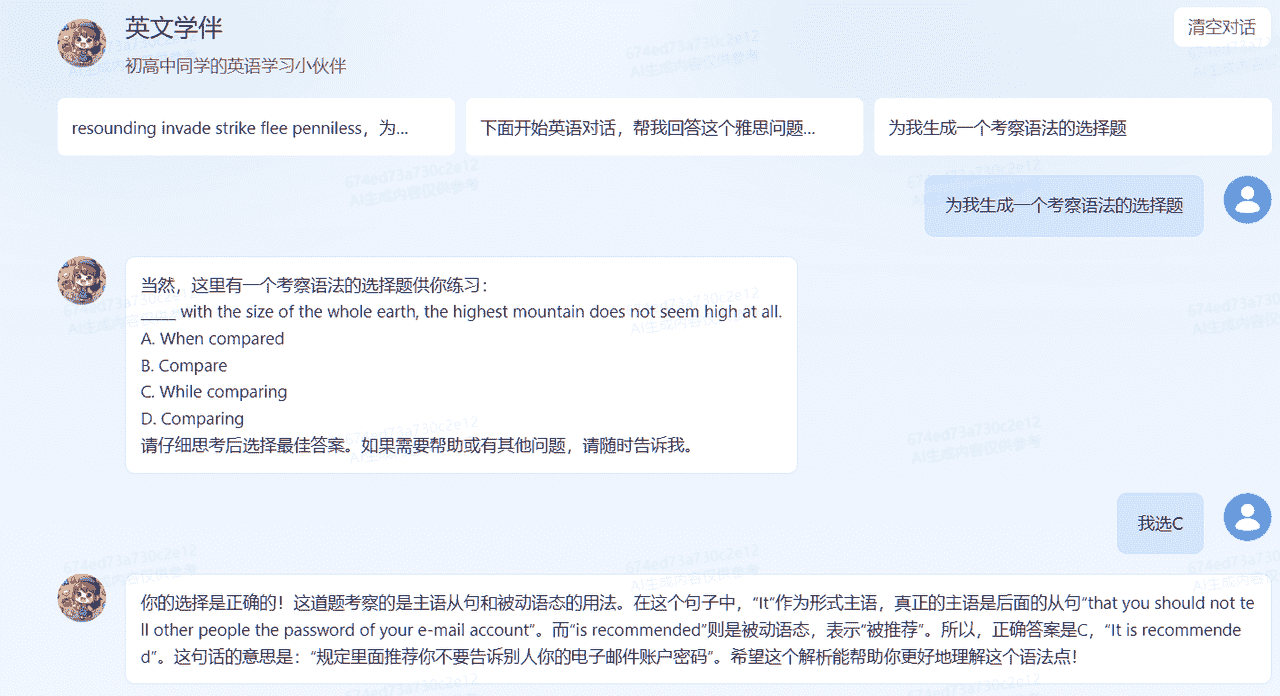 英文学伴
清空对话
初高中同学的英语学习小伙伴
resounding invade strike flee penniless，为...
下面开始英语对话，帮我回答这个雅思问题...
为我生成一个考察语法的选择题
为我生成一个考察语法的选择题
当然，这里有一个考察语法的选择题供你练习：
____ with the size of the whole earth, the highest mountain does not seem high at all.
A. When compared
B. Compare
C. While comparing
D. Comparing
请仔细思考后选择最佳答案。如果需要帮助或有其他问题，请随时告诉我。
我选C
你的选择是正确的！这道题考察的是主语从句和被动语态的用法。在这个句子中，“It”作为形式主语，真正的主语是后面的从句“that you should not te
ll other people the password of your e-mail account”。而“is recommended”则是被动语态，表示“被推荐”。所以，正确答案是C，“It is recommende
d”。这句话的意思是：“规定里面推荐你不要告诉别人你的电子邮件账户密码”。希望这个解析能帮助你更好地理解这个语法点！
674ed73a730c2e12
AI生成内容仅供参考